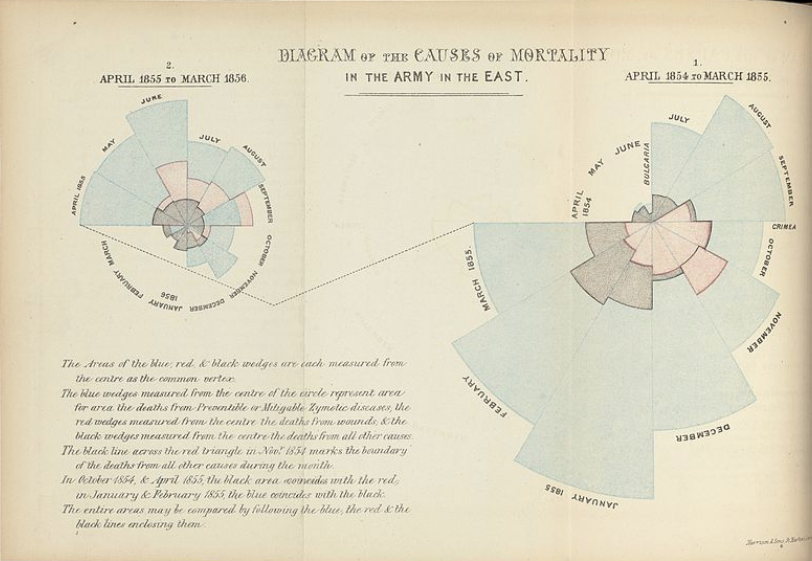 DIAGRAM OF THE CAUSES OF MORTALITY
IN THE ARMY IN THE EAST.
2.
APRIL 1855 TO MARCH 1856.
1.
APRIL 1854 TO MARCH 1855.
JUNE
JULY
AUGUST
SEPTEMBER
OCTOBER
NOVEMBER
DECEMBER
JANUARY
1856
FEBRUARY
MARCH
APRIL 1855
MAY
APRIL
1854
MAY
JUNE
BULGARIA
JULY
AUGUST
SEPTEMBER
CRIMEA
OCTOBER
NOVEMBER
DECEMBER
JANUARY 1855
FEBRUARY
MARCH 1855.
The Areas of the blue, red, & black wedges are each measured from
the centre as the common vertex.
The blue wedges measured from the centre of the circle represent area
for area the deaths from Preventible or Mitigable Zymotic diseases, the
red wedges measured from the centre the deaths from wounds, & the
black wedges measured from the centre the deaths from all other causes.
The black line across the red triangle in Nov.r 1854 marks the boundary
of the deaths from all other causes during the month.
In October 1854, & April 1855, the black area coincides with the red;
in January & February 1855, the blue coincides with the black.
The entire areas may be compared by following the blue, the red & the
black lines enclosing them.